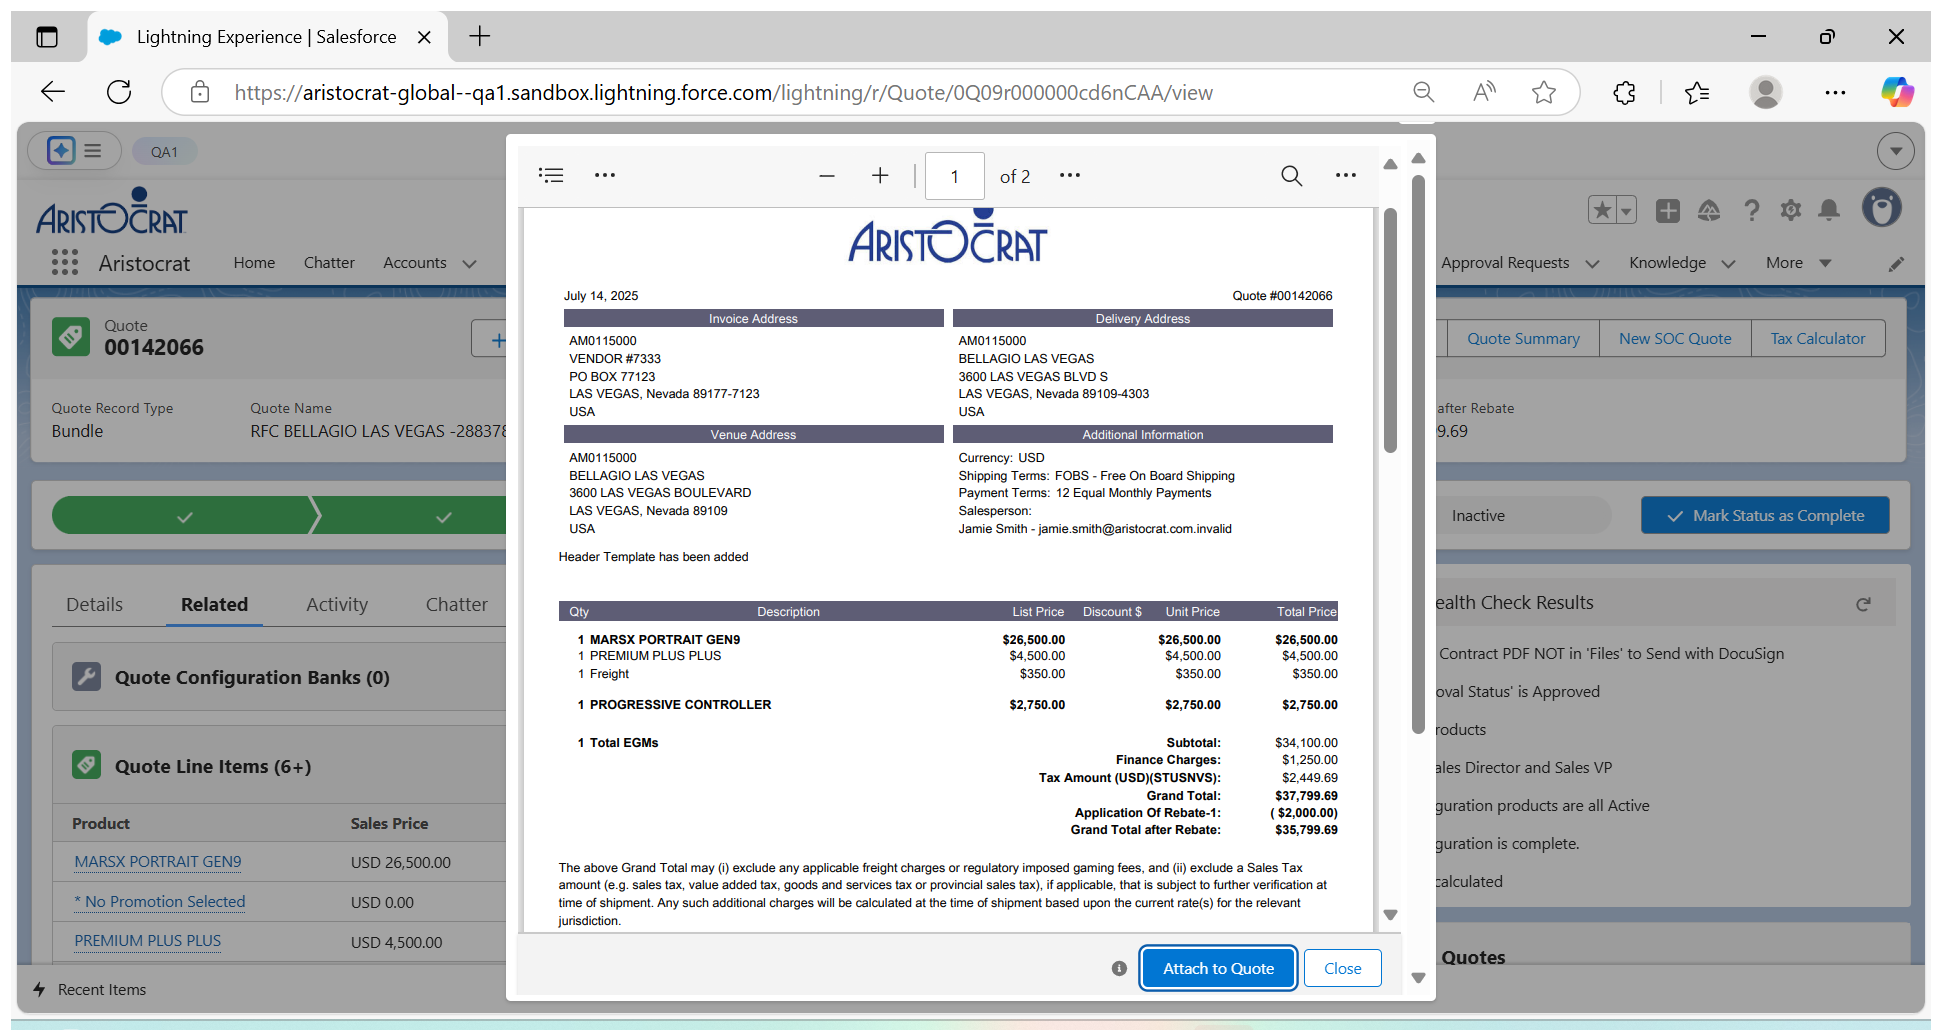 Lightning Experience | Salesforce
https://aristocrat-global--qa1.sandbox.lightning.force.com/lightning/r/Quote/0Q09r000000cd6nCAA/view
QA1
ARISTOCRAT
Aristocrat Home Chatter Accounts
Approval Requests Knowledge More
Quote
00142066
Quote Summary New SOC Quote Tax Calculator
Quote Record Type
Bundle
Quote Name
RFC BELLAGIO LAS VEGAS -288378
after Rebate
9.69
Inactive
Mark Status as Complete
Details Related Activity Chatter
Quote Configuration Banks (0)
Quote Line Items (6+)
Product Sales Price
MARSX PORTRAIT GEN9 USD 26,500.00
* No Promotion Selected USD 0.00
PREMIUM PLUS PLUS USD 4,500.00
Recent Items
1 of 2
ARISTOCRAT
July 14, 2025 Quote #00142066
Invoice Address
AM0115000
VENDOR #7333
PO BOX 77123
LAS VEGAS, Nevada 89177-7123
USA
Delivery Address
AM0115000
BELLAGIO LAS VEGAS
3600 LAS VEGAS BLVD S
LAS VEGAS, Nevada 89109-4303
USA
Venue Address
AM0115000
BELLAGIO LAS VEGAS
3600 LAS VEGAS BOULEVARD
LAS VEGAS, Nevada 89109
USA
Additional Information
Currency: USD
Shipping Terms: FOBS - Free On Board Shipping
Payment Terms: 12 Equal Monthly Payments
Salesperson:
Jamie Smith - jamie.smith@aristocrat.com.invalid
Header Template has been added
Qty Description List Price Discount $ Unit Price Total Price
1 MARSX PORTRAIT GEN9 $26,500.00 $26,500.00 $26,500.00
1 PREMIUM PLUS PLUS $4,500.00 $4,500.00 $4,500.00
1 Freight $350.00 $350.00 $350.00
1 PROGRESSIVE CONTROLLER $2,750.00 $2,750.00 $2,750.00
1 Total EGMs Subtotal: $34,100.00
Finance Charges: $1,250.00
Tax Amount (USD)(STUSNVS): $2,449.69
Grand Total: $37,799.69
Application Of Rebate-1: ( $2,000.00)
Grand Total after Rebate: $35,799.69
The above Grand Total may (i) exclude any applicable freight charges or regulatory imposed gaming fees, and (ii) exclude a Sales Tax
amount (e.g. sales tax, value added tax, goods and services tax or provincial sales tax), if applicable, that is subject to further verification at
time of shipment. Any such additional charges will be calculated at the time of shipment based upon the current rate(s) for the relevant
jurisdiction.
Attach to Quote Close
ealth Check Results
Contract PDF NOT in 'Files' to Send with DocuSign
oval Status' is Approved
roducts
ales Director and Sales VP
guration products are all Active
guration is complete.
calculated
Quotes